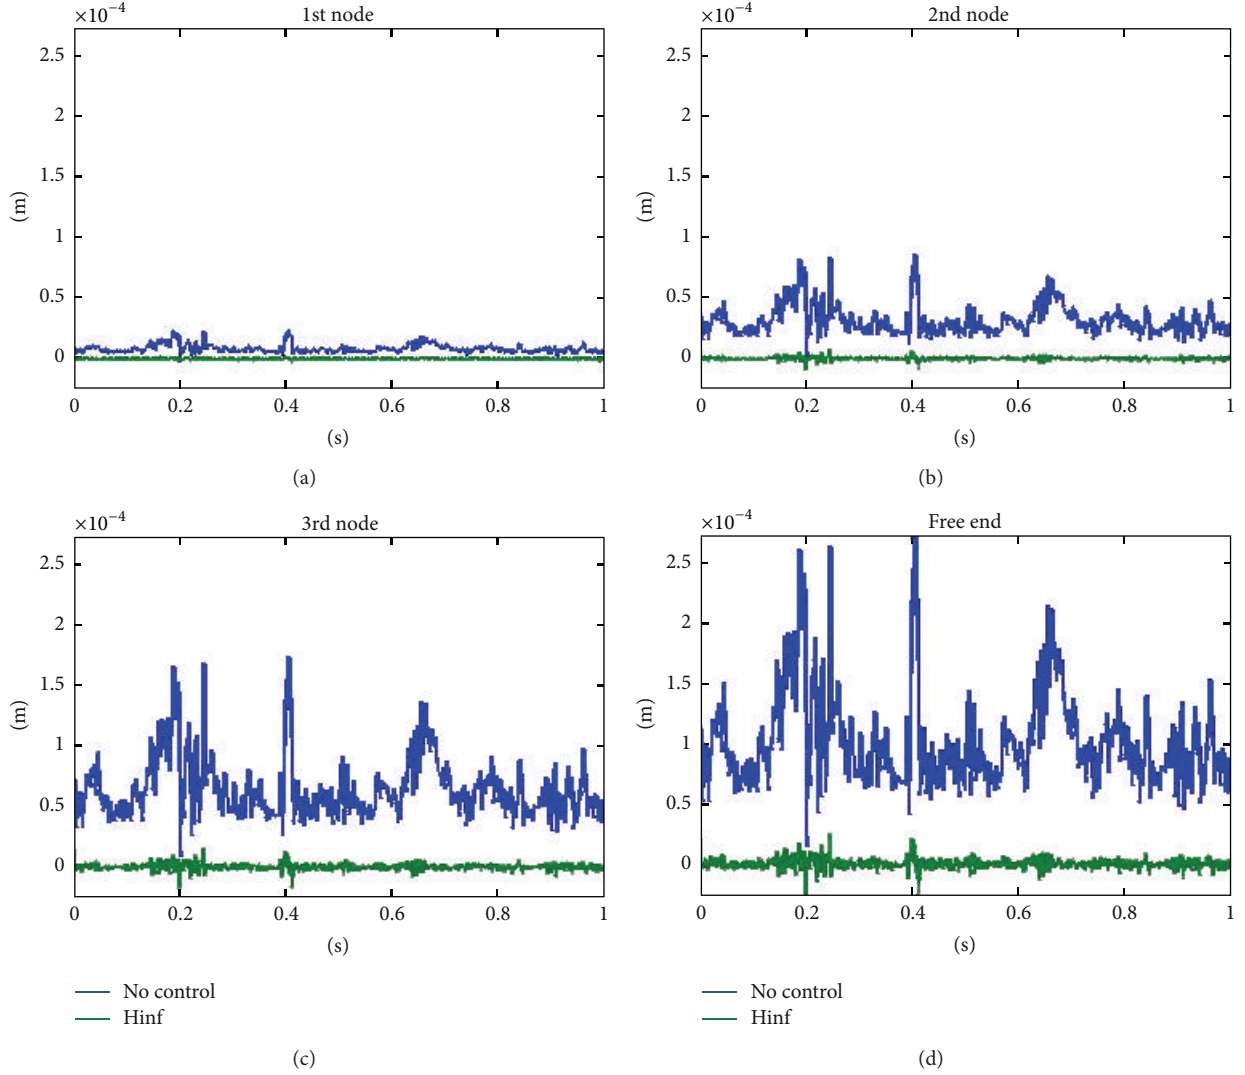 ×10−4
1st node
2.5
2
1.5
1
0.5
0
(m)
0 0.2 0.4 0.6 0.8 1
(s)
(a)
×10−4
2nd node
2.5
2
1.5
1
0.5
0
(m)
0 0.2 0.4 0.6 0.8 1
(s)
(b)
×10−4
3rd node
2.5
2
1.5
1
0.5
0
(m)
0 0.2 0.4 0.6 0.8 1
(s)
No control
Hinf
(c)
×10−4
Free end
2.5
2
1.5
1
0.5
0
(m)
0 0.2 0.4 0.6 0.8 1
(s)
No control
Hinf
(d)